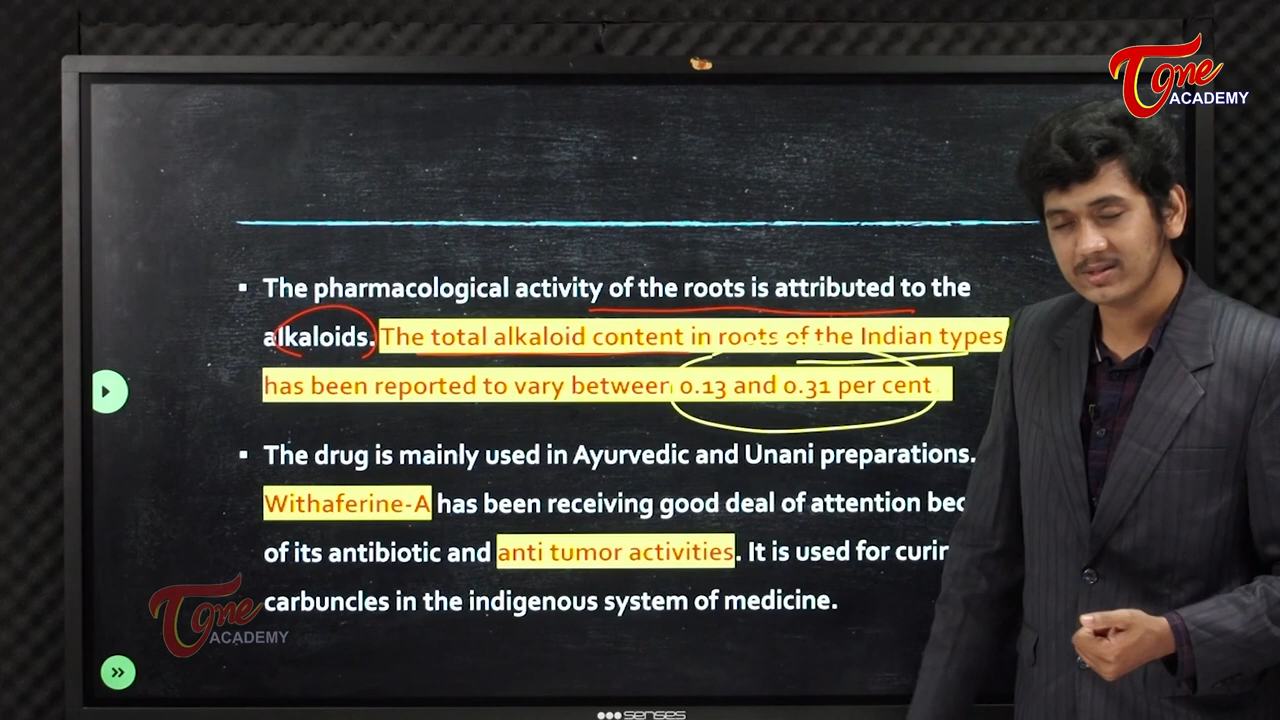 Tone
ACADEMY
The pharmacological activity of the roots is attributed to the
alkaloids. The total alkaloid content in roots of the Indian types
has been reported to vary between 0.13 and 0.31 per cent
The drug is mainly used in Ayurvedic and Unani preparations.
Withaferine-A has been receiving good deal of attention
of its antibiotic and anti tumor activities. It is used for
carbuncles in the indigenous system of medicine.
Tone
ACADEMY
senses